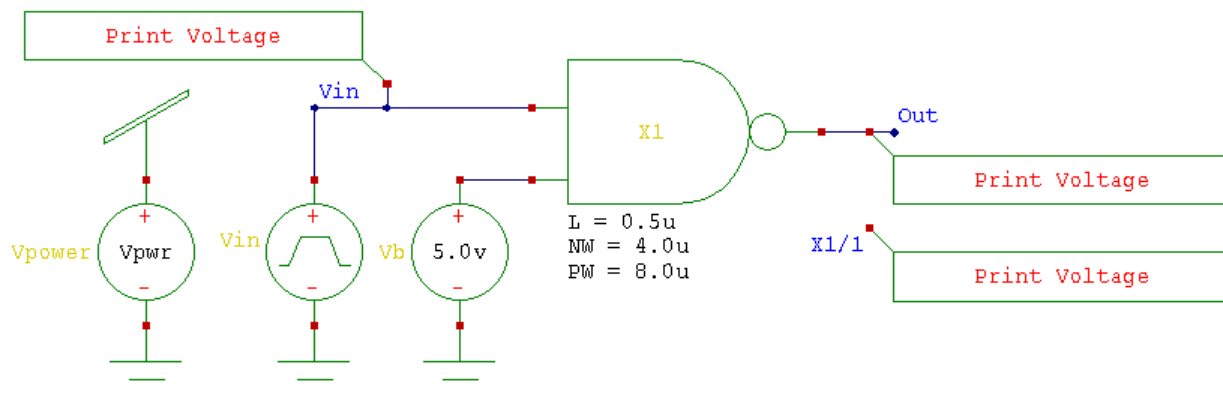 Print Voltage
Vin
Out
X1
Print Voltage
L = 0.5u
NW = 4.0u
PW = 8.0u
X1/1
Vpower
+
Vpwr
-
Vin
+
-
Vb
+
5.0v
-
Print Voltage